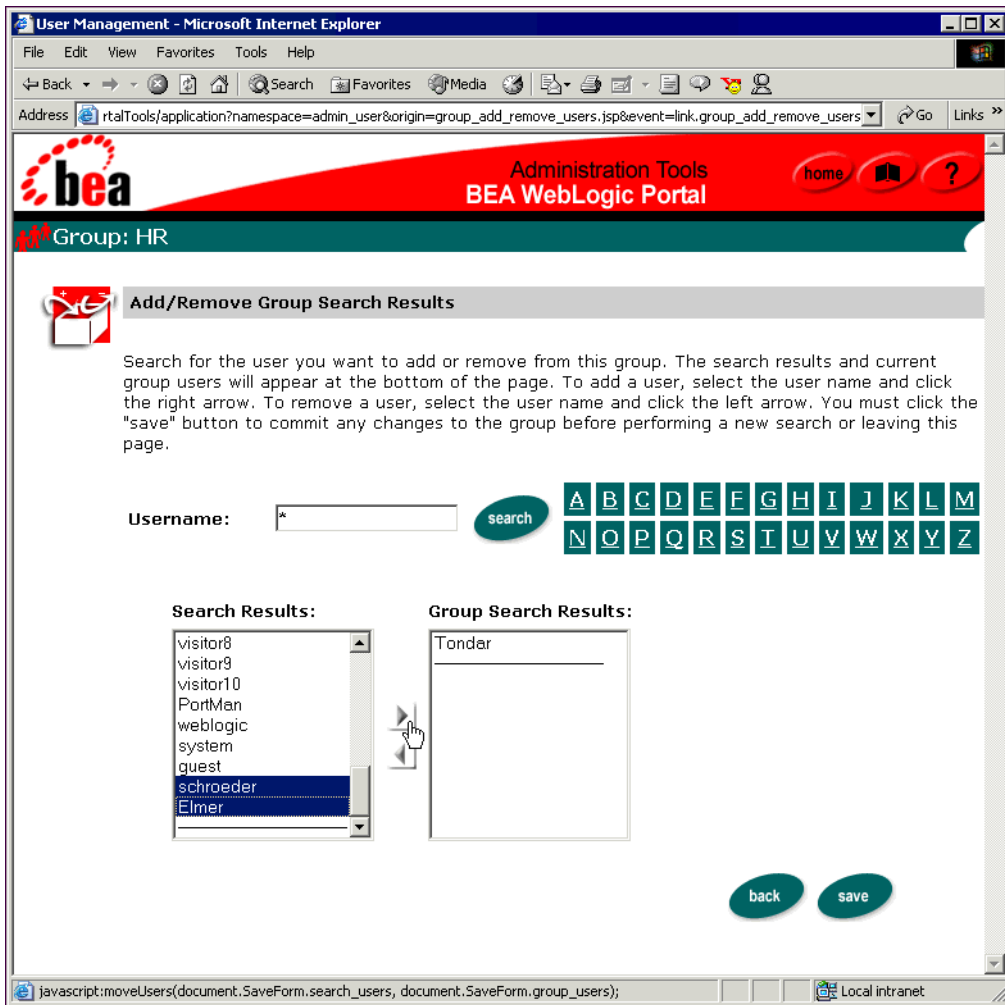 User Management - Microsoft Internet Explorer
File Edit View Favorites Tools Help
Back Search Favorites Media
Address rtalTools/application?namespace=admin_user&origin=group_add_remove_users.jsp&event=link.group_add_remove_users Go Links »
bea
Administration Tools
BEA WebLogic Portal
home ?
Group: HR
Add/Remove Group Search Results
Search for the user you want to add or remove from this group. The search results and current
group users will appear at the bottom of the page. To add a user, select the user name and click
the right arrow. To remove a user, select the user name and click the left arrow. You must click the
"save" button to commit any changes to the group before performing a new search or leaving this
page.
Username: * search
A B C D E F G H I J K L M
N O P Q R S T U V W X Y Z
Search Results: Group Search Results:
visitor8 Tondar
visitor9
visitor10
PortMan
weblogic
system
guest
schroeder
Elmer
back save
javascript:moveUsers(document.SaveForm.search_users, document.SaveForm.group_users); Local intranet